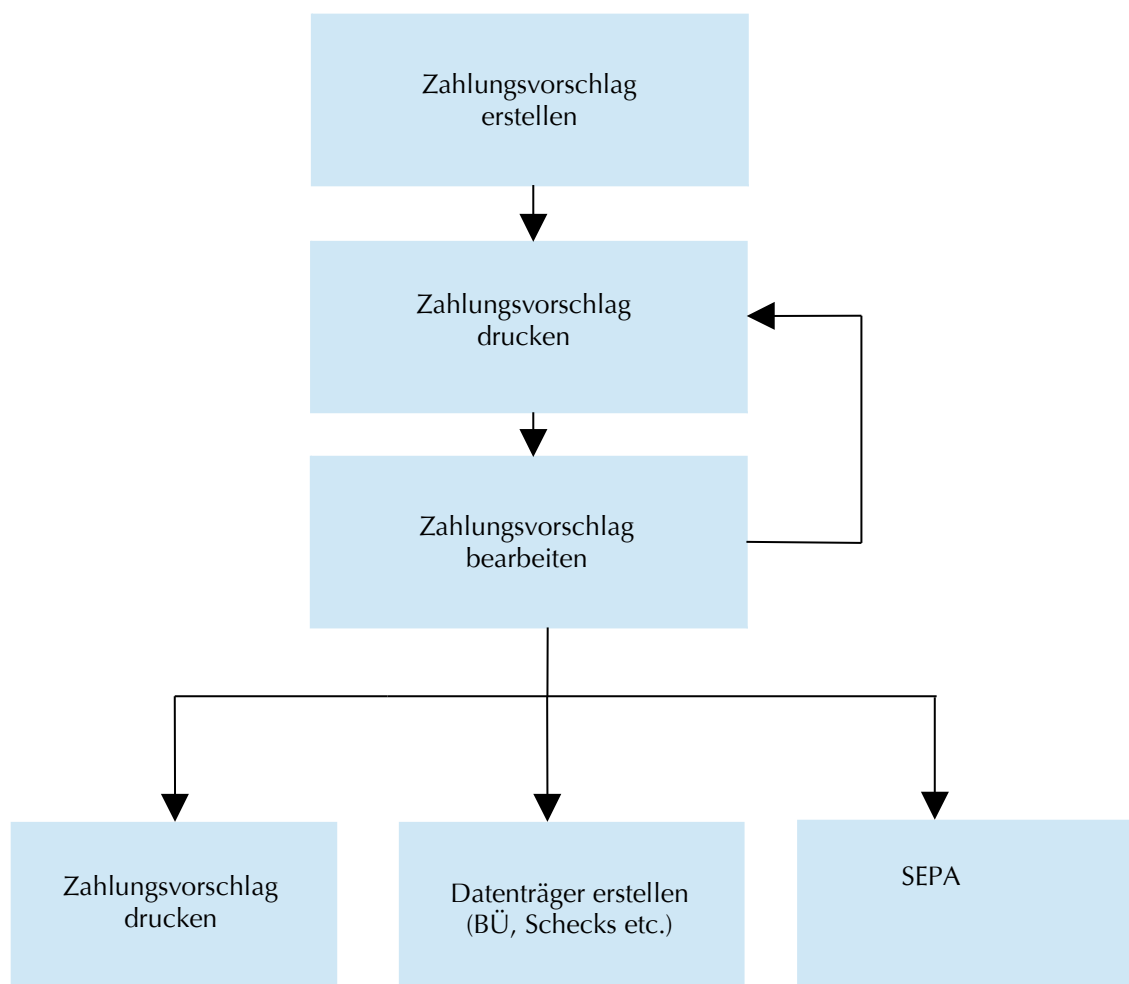 Zahlungsvorschlag
erstellen
Zahlungsvorschlag
drucken
Zahlungsvorschlag
bearbeiten
Zahlungsvorschlag
drucken
Datenträger erstellen
(BÜ, Schecks etc.)
SEPA